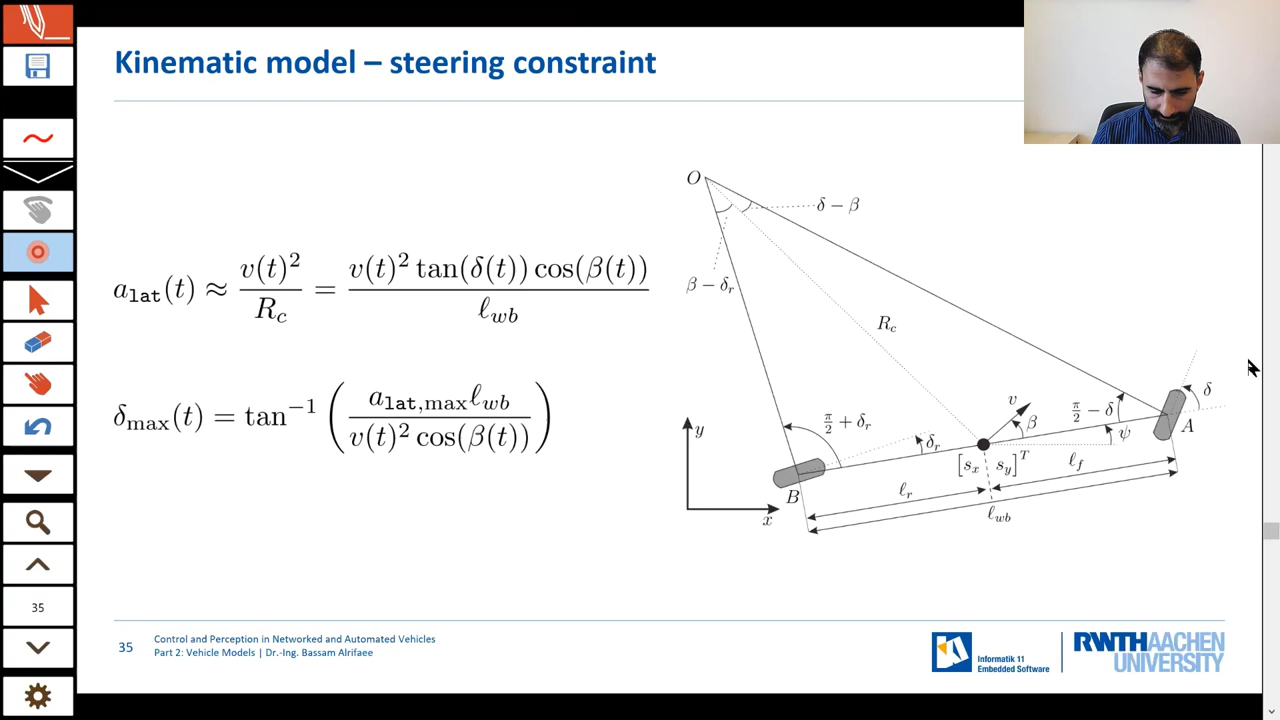 Kinematic model – steering constraint
a_lat(t) ≈ v(t)² / R_c = v(t)² tan(δ(t)) cos(β(t)) / ℓ_wb
δ_max(t) = tan⁻¹ ( a_lat,max ℓ_wb / v(t)² cos(β(t)) )
O
δ − β
β − δ_r
R_c
v
β
π/2 − δ
δ
A
ψ
π/2 + δ_r
δ_r
[s_x s_y]^T
ℓ_f
B
ℓ_r
ℓ_wb
y
x
35
35
Control and Perception in Networked and Automated Vehicles
Part 2: Vehicle Models | Dr.-Ing. Bassam Alrifaee
Informatik 11
Embedded Software
RWTHAACHEN
UNIVERSITY